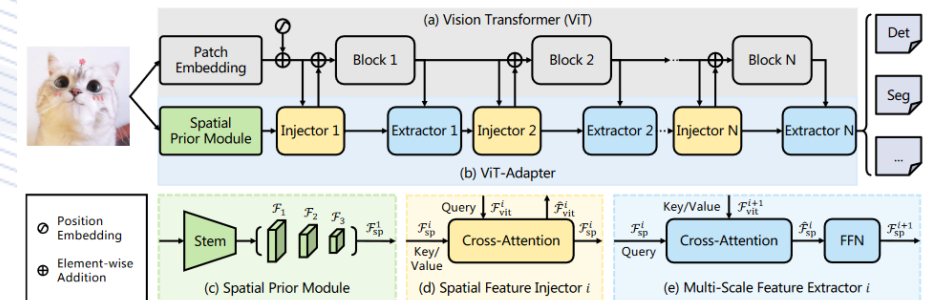 (a) Vision Transformer (ViT)
Patch Embedding
Block 1
Block 2
...
Block N
Det
Seg
...
Spatial Prior Module
Injector 1
Extractor 1
Injector 2
Extractor 2
...
Injector N
Extractor N
(b) ViT-Adapter
Position Embedding
Element-wise Addition
Stem
F₁
F₂
F₃
F¹sp
(c) Spatial Prior Module
Query
Fⁱvit
F̂ⁱvit
Fⁱsp
Key/Value
Cross-Attention
Fⁱsp
(d) Spatial Feature Injector i
Key/Value
Fⁱ⁺¹vit
Fⁱsp
Query
Cross-Attention
F̂ⁱsp
FFN
Fⁱ⁺¹sp
(e) Multi-Scale Feature Extractor i